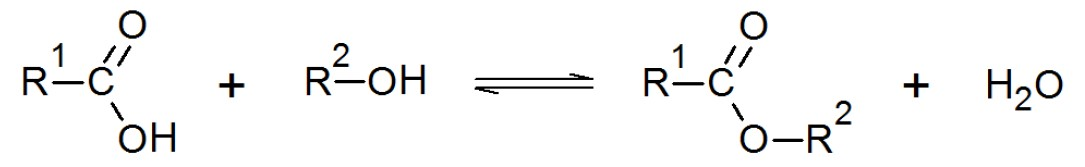 R¹–C(=O)–OH + R²–OH ⇌ R¹–C(=O)–O–R² + H₂O